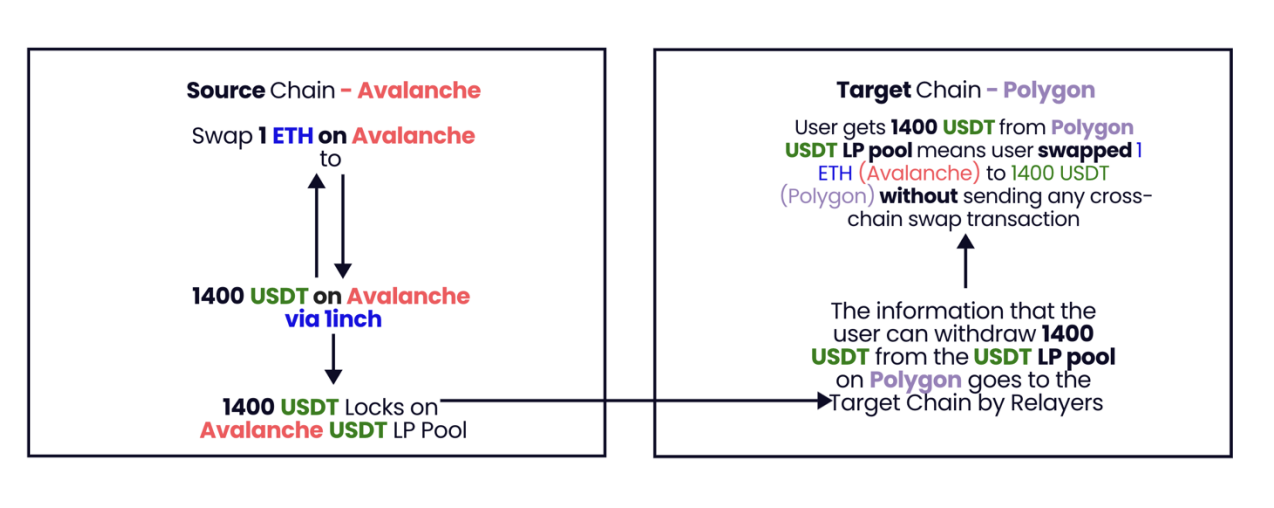 Source Chain - Avalanche
Swap 1 ETH on Avalanche
to
1400 USDT on Avalanche
via 1inch
1400 USDT Locks on
Avalanche USDT LP Pool
Target Chain - Polygon
User gets 1400 USDT from Polygon
USDT LP pool means user swapped 1
ETH (Avalanche) to 1400 USDT
(Polygon) without sending any cross-
chain swap transaction
The information that the
user can withdraw 1400
USDT from the USDT LP pool
on Polygon goes to the
Target Chain by Relayers